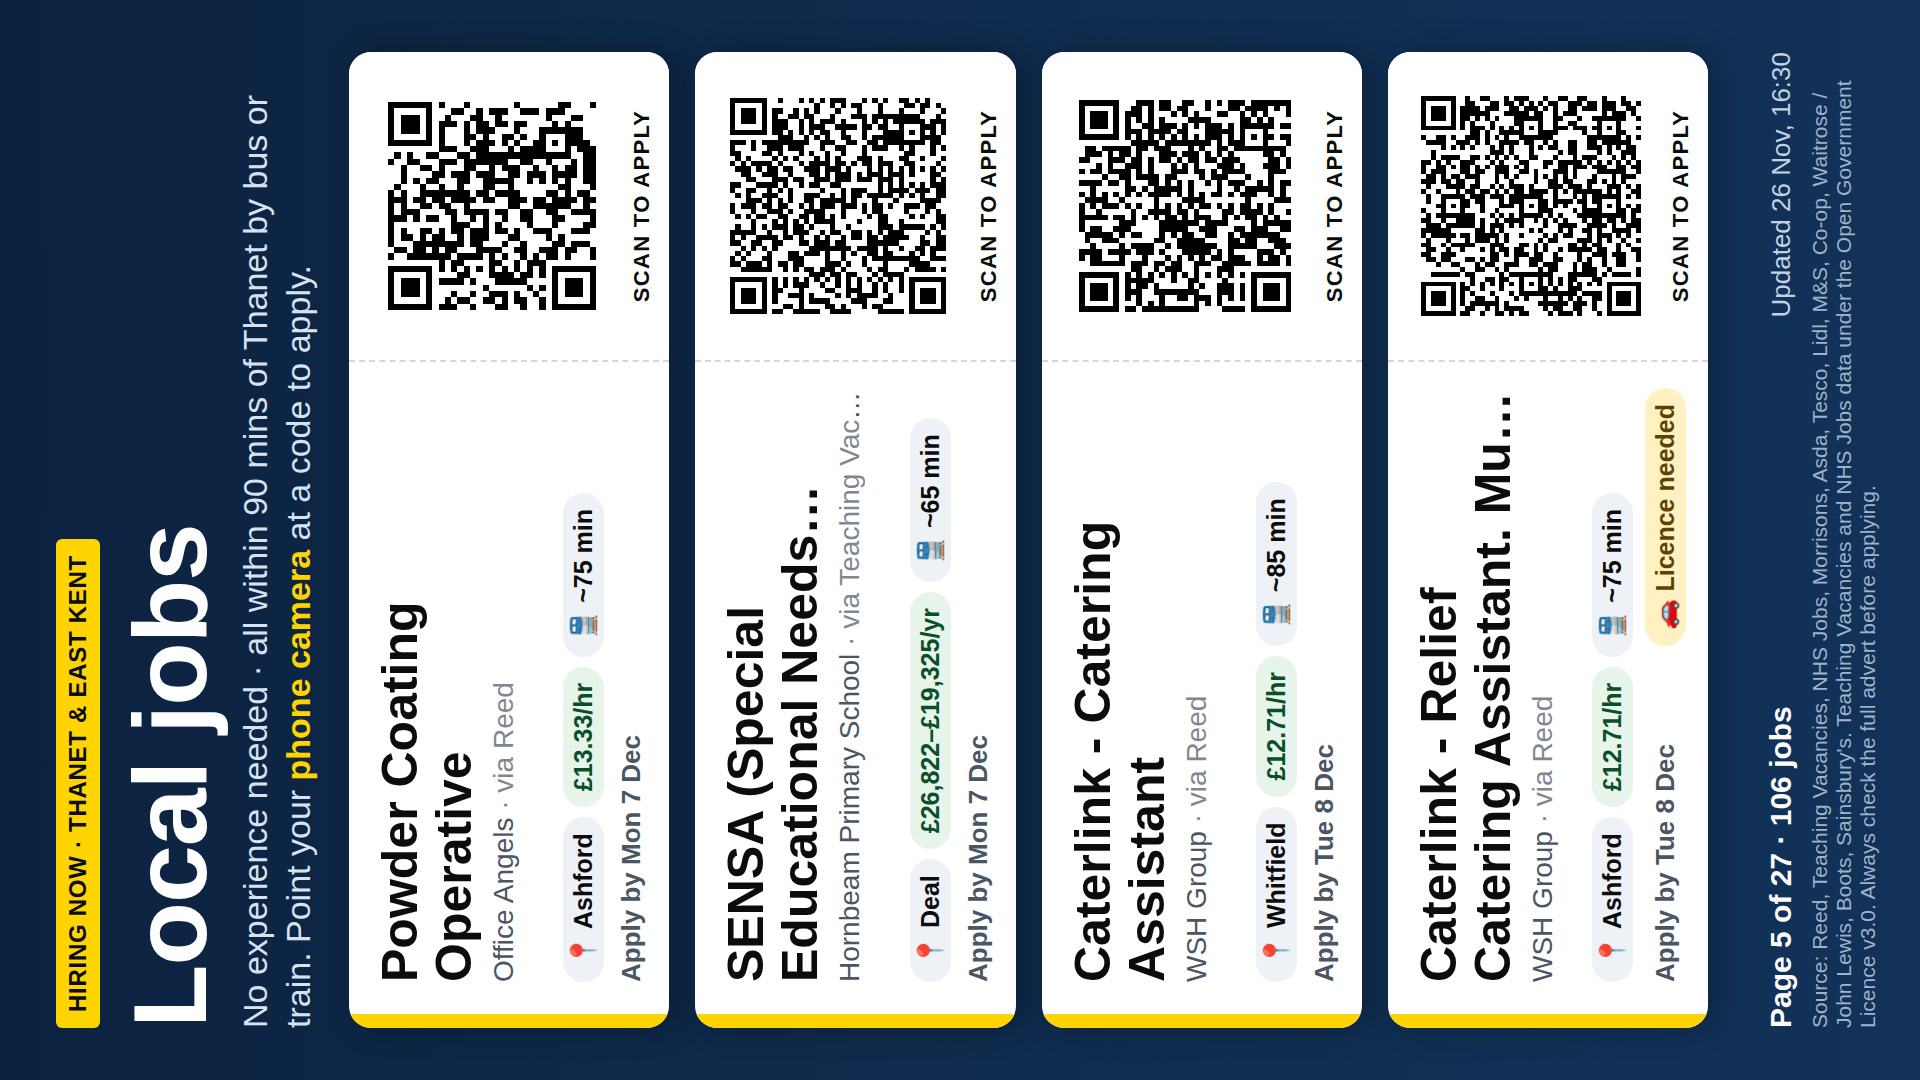 HIRING NOW · THANET & EAST KENT
Local jobs
No experience needed · all within 90 mins of Thanet by bus or
train. Point your phone camera at a code to apply.
Powder Coating
Operative
Office Angels · via Reed
📍 Ashford
£13.33/hr
🚆 ~75 min
Apply by Mon 7 Dec
SCAN TO APPLY
SENSA (Special
Educational Needs…
Hornbeam Primary School · via Teaching Vac…
📍 Deal
£26,822–£19,325/yr
🚆 ~65 min
Apply by Mon 7 Dec
SCAN TO APPLY
Caterlink - Catering
Assistant
WSH Group · via Reed
📍 Whitfield
£12.71/hr
🚆 ~85 min
Apply by Tue 8 Dec
SCAN TO APPLY
Caterlink - Relief
Catering Assistant. Mu…
WSH Group · via Reed
📍 Ashford
£12.71/hr
🚆 ~75 min
Apply by Tue 8 Dec
🚗 Licence needed
SCAN TO APPLY
Page 5 of 27 · 106 jobs
Updated 26 Nov, 16:30
Source: Reed, Teaching Vacancies, NHS Jobs, Morrisons, Asda, Tesco, Lidl, M&S, Co-op, Waitrose /
John Lewis, Boots, Sainsbury's. Teaching Vacancies and NHS Jobs data under the Open Government
Licence v3.0. Always check the full advert before applying.